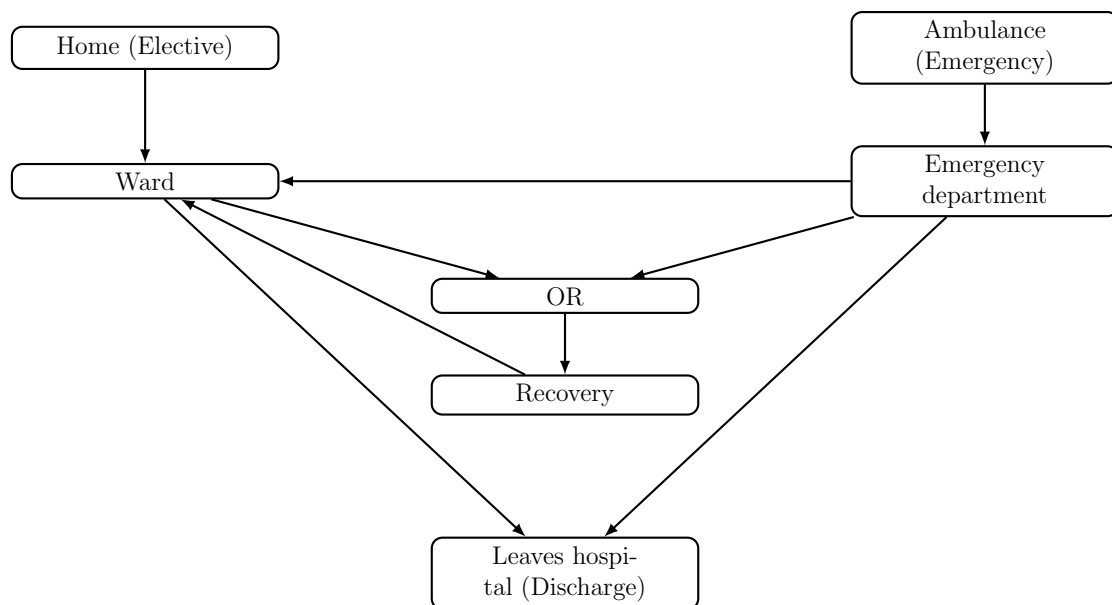 Home (Elective)
Ambulance
(Emergency)
Ward
Emergency
department
OR
Recovery
Leaves hospi-
tal (Discharge)